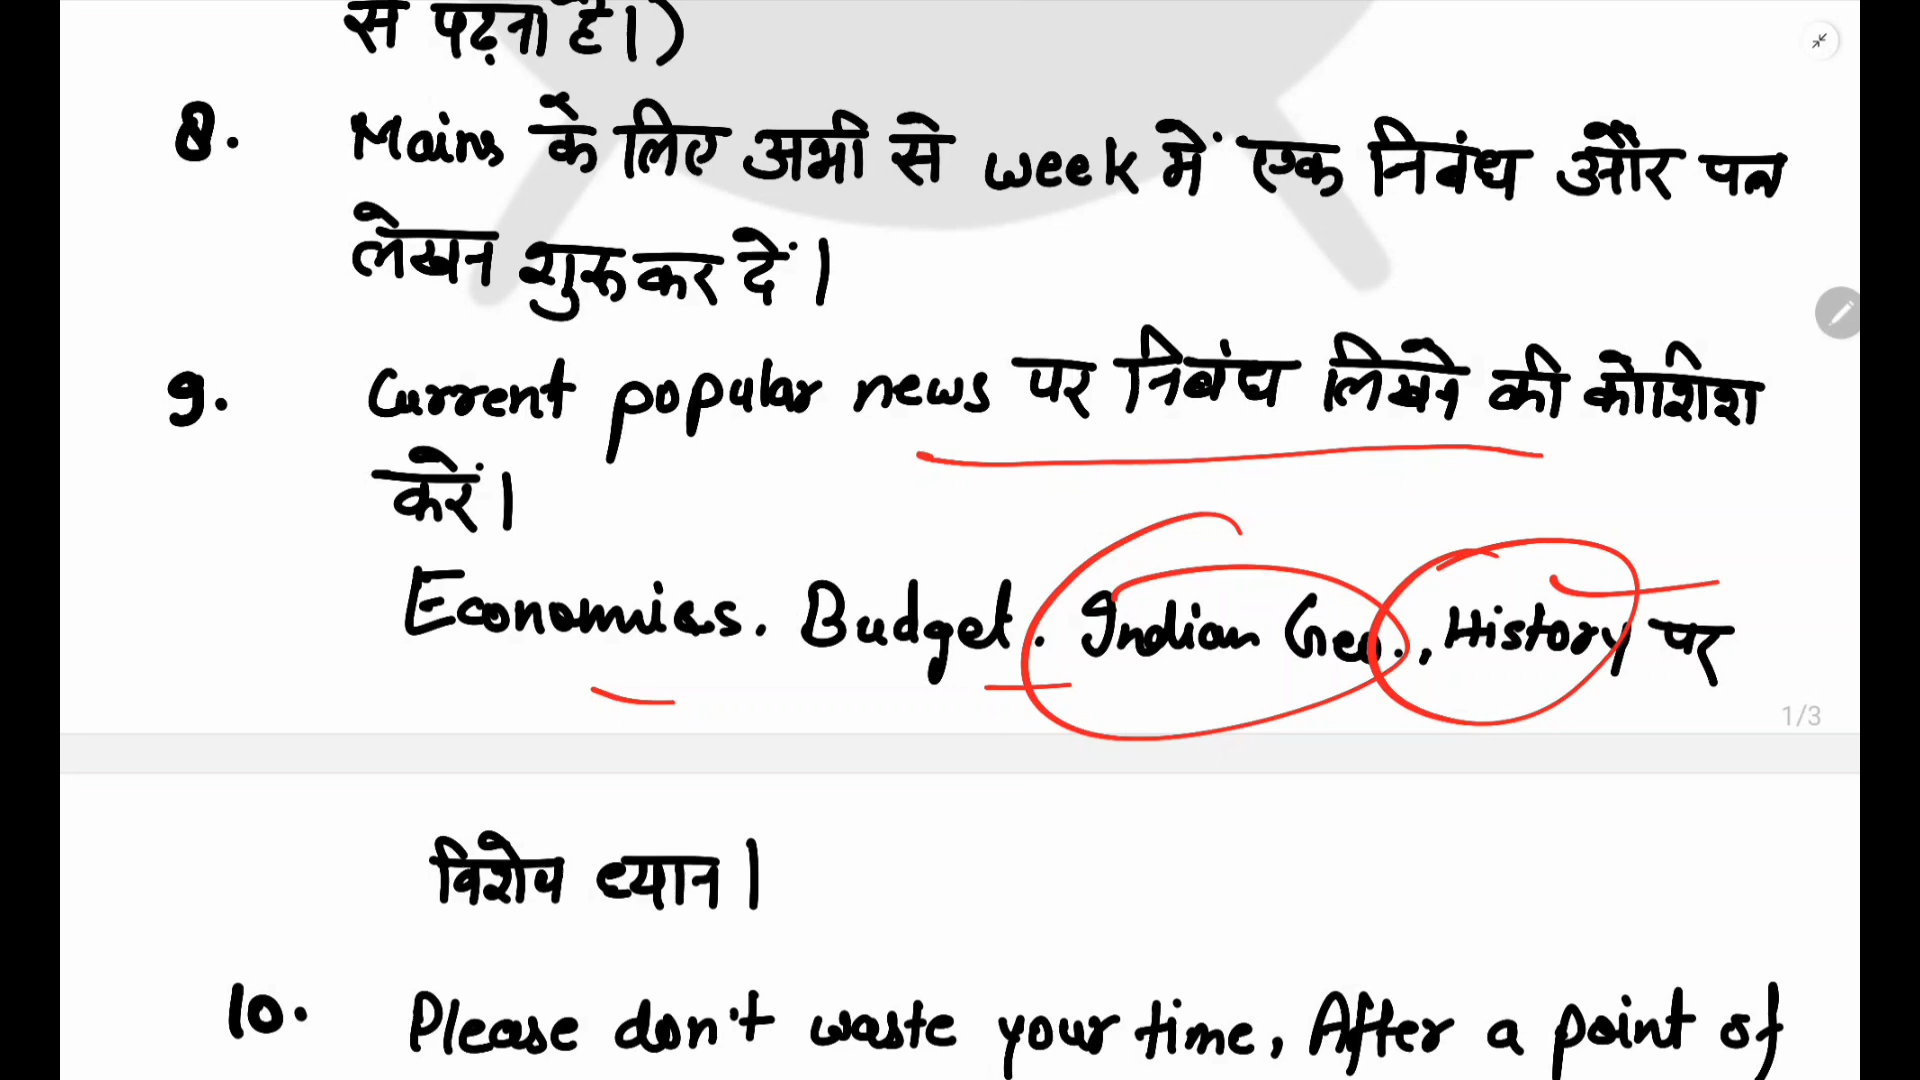 से पढ़ना है।)
8. Mains के लिए अभी से week में एक निबंध और पत्र
लेखन शुरू कर दें।
9. Current popular news पर निबंध लिखने की कोशिश
करें।
Economics. Budget. Indian Geo., History पर
1/3
विशेष ध्यान।
10. Please don't waste your time, After a point of